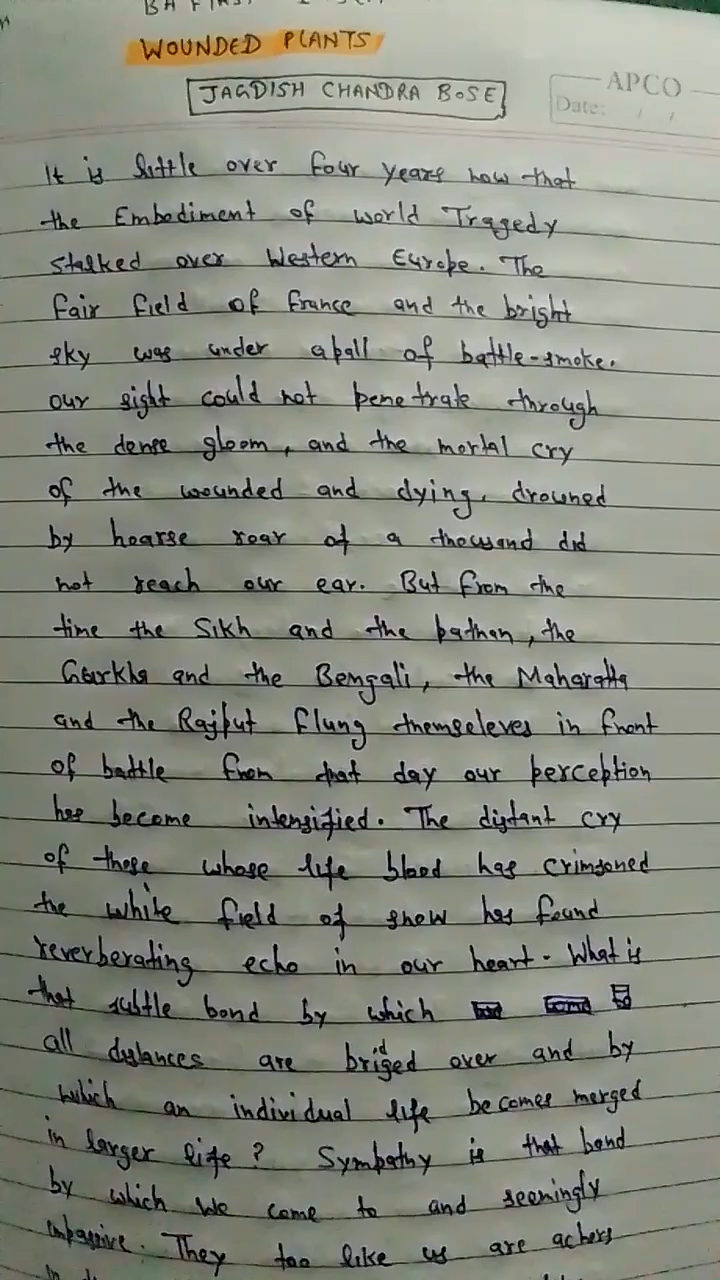 BA FIRST
WOUNDED PLANTS
JAGDISH CHANDRA BOSE
APCO
Date: / /
It is little over four years now that
the Embodiment of world Tragedy
stalked over Western Europe. The
fair field of france and the bright
sky was under a pall of battle-smoke.
our sight could not penetrate through
the dense gloom, and the mortal cry
of the wounded and dying, drowned
by hoarse roar of a thousand did
not reach our ear. But from the
time the Sikh and the pathan, the
Gurkha and the Bengali, the Maharatta
and the Rajput flung themseleves in front
of battle from that day our perception
has become intensified. The distant cry
of those whose life blood has crimsoned
the white field of snow has found
reverberating echo in our heart. What is
that subtle bond by which
all distances are bridged over and by
which an individual life becomes merged
in larger life? Sympathy is that bond
by which we come to and seemingly
impassive. They too like us are achers